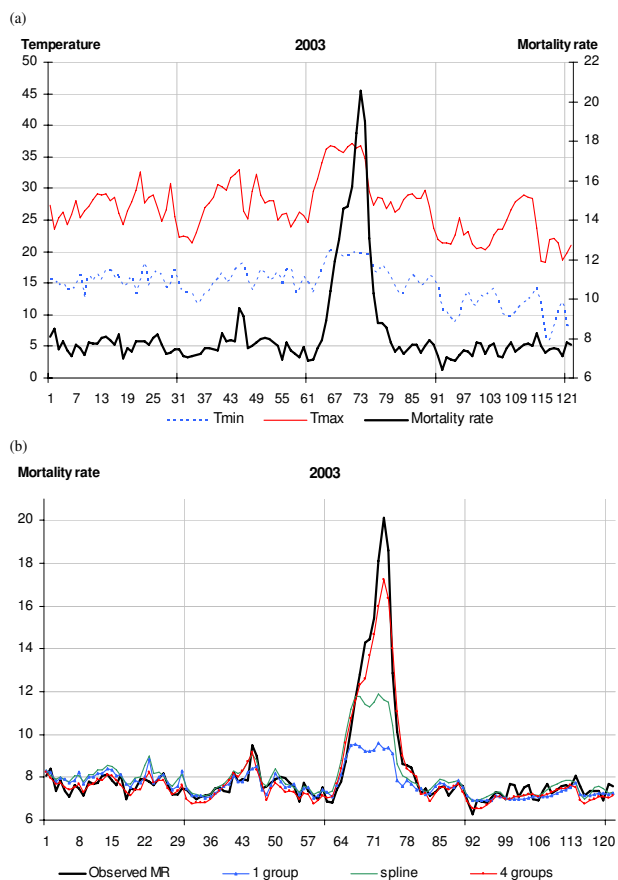 (a)
Temperature 2003 Mortality rate
50 22
45 20
40 18
35 16
30 14
25 12
20 10
15 8
10 6
5
0
1 7 13 19 25 31 37 43 49 55 61 67 73 79 85 91 97 103 109 115 121
Tmin Tmax Mortality rate
(b)
Mortality rate 2003
20
18
16
14
12
10
8
6
1 8 15 22 29 36 43 50 57 64 71 78 85 92 99 106 113 120
Observed MR 1 group spline 4 groups